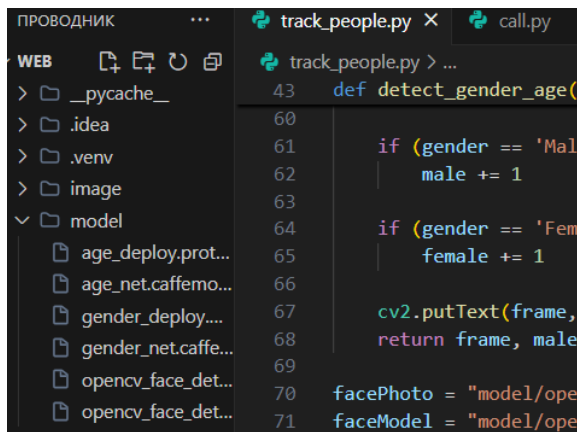 ПРОВОДНИК ...
WEB
__pycache__
.idea
.venv
image
model
age_deploy.prot...
age_net.caffemo...
gender_deploy....
gender_net.caffe...
opencv_face_det...
opencv_face_det...
track_people.py × call.py
track_people.py > ...
43 def detect_gender_age(
60
61 if (gender == 'Mal
62 male += 1
63
64 if (gender == 'Fem
65 female += 1
66
67 cv2.putText(frame,
68 return frame, male
69
70 facePhoto = "model/ope
71 faceModel = "model/ope